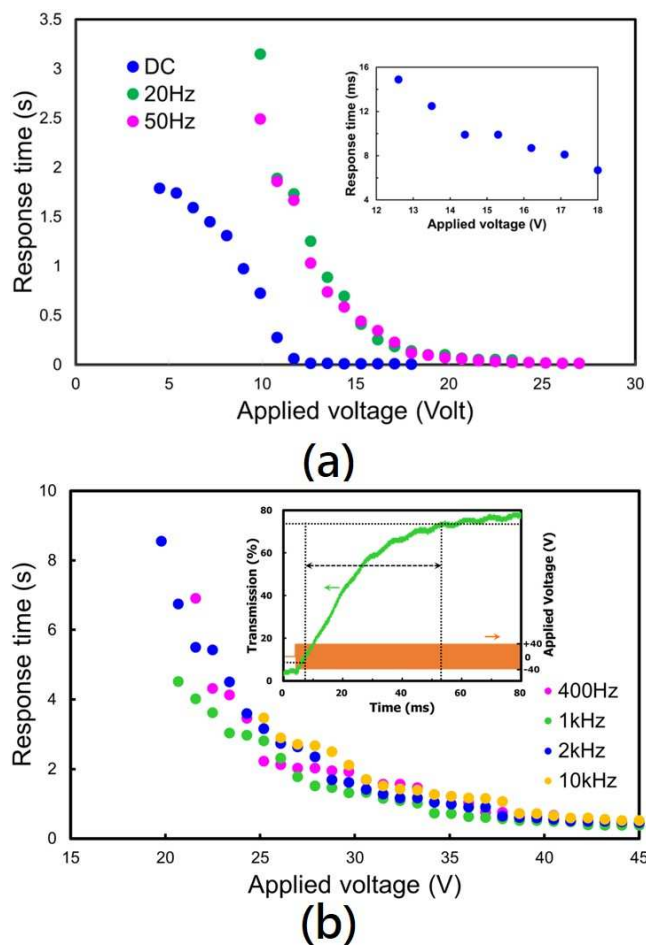 3.5
3
2.5
2
1.5
1
0.5
0
Response time (s)
DC
20Hz
50Hz
16
12
8
4
Response time (ms)
12 13 14 15 16 17 18
Applied voltage (V)
0 5 10 15 20 25 30
Applied voltage (Volt)
(a)
10
8
6
4
2
0
Response time (s)
80
60
40
20
0
Transmission (%)
+40
0
-40
Applied Voltage (V)
0 20 40 60 80
Time (ms)
400Hz
1kHz
2kHz
10kHz
15 20 25 30 35 40 45
Applied voltage (V)
(b)